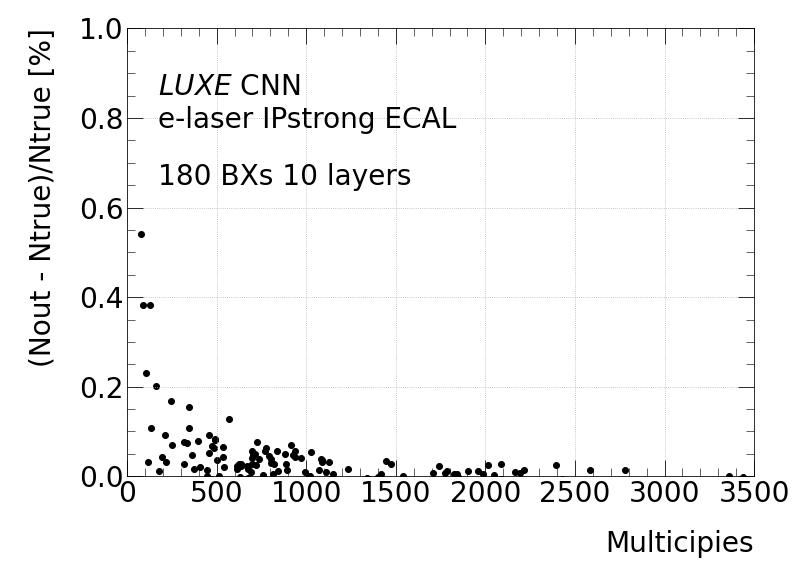 (Nout - Ntrue)/Ntrue [%]
1.0
0.8
0.6
0.4
0.2
0.0
LUXE CNN
e-laser IPstrong ECAL
180 BXs 10 layers
0 500 1000 1500 2000 2500 3000 3500
Multicipies